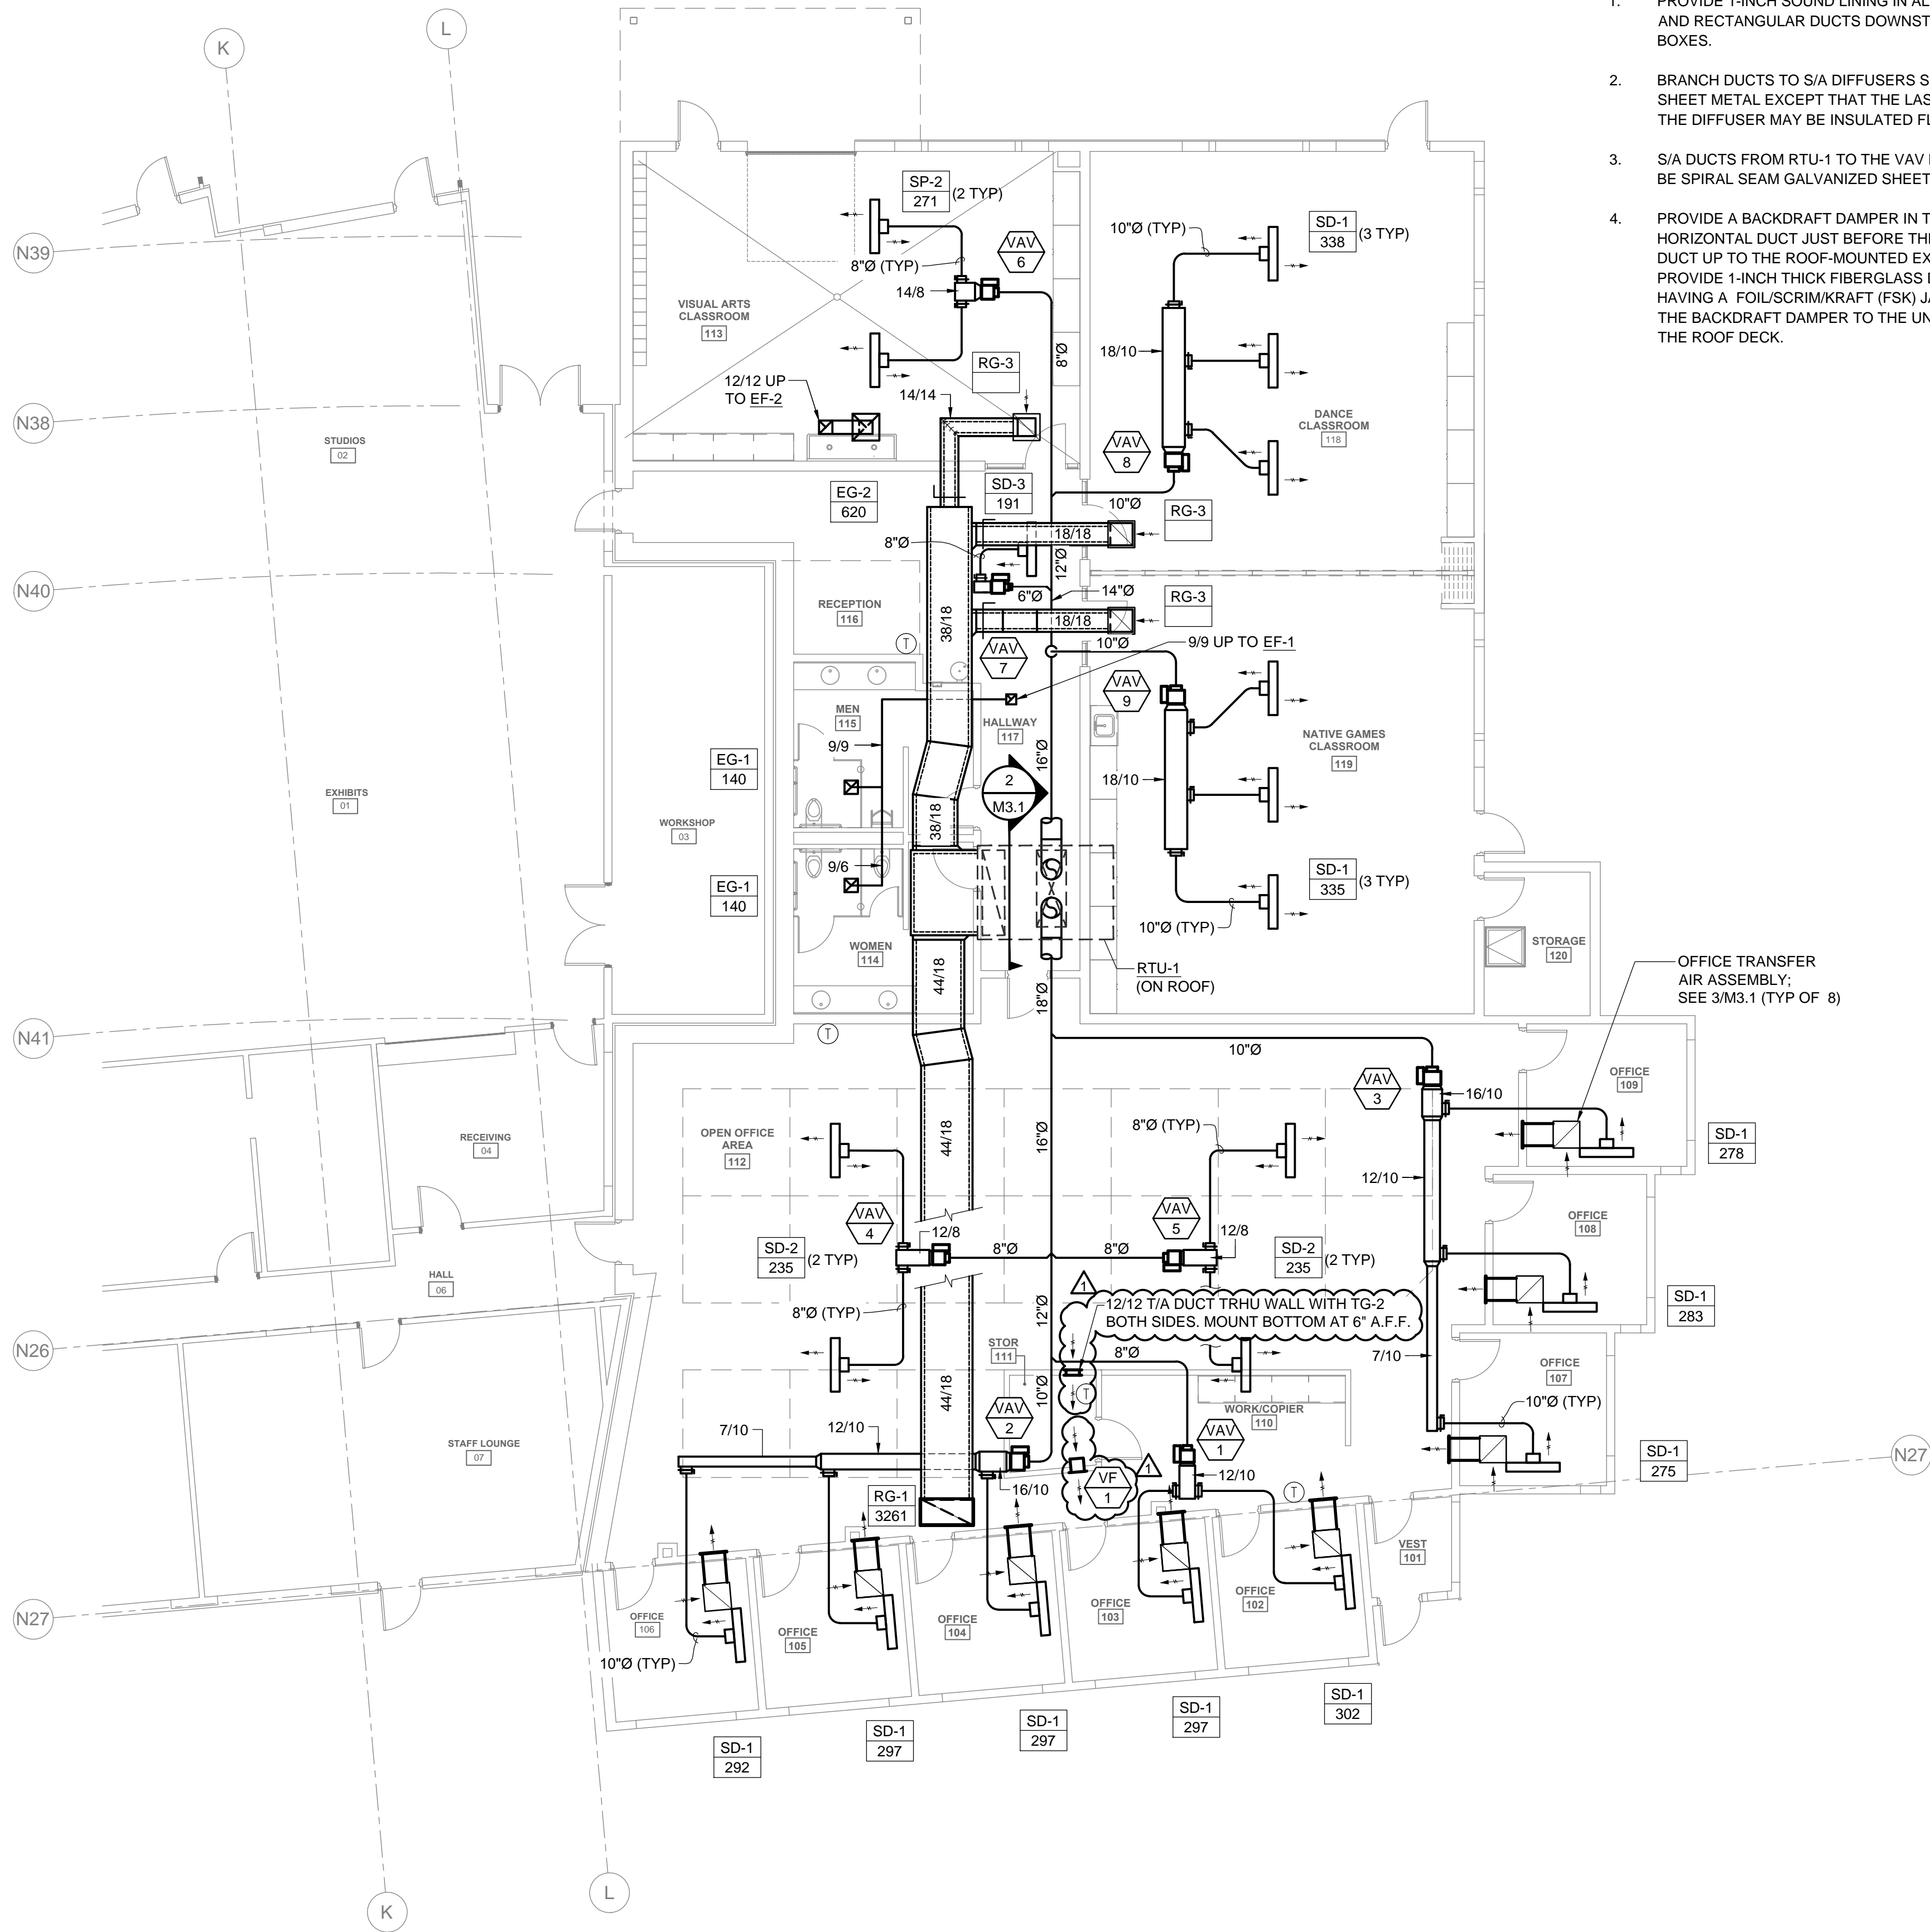 1. PROVIDE 1-INCH SOUND LINING IN AL
AND RECTANGULAR DUCTS DOWNST
BOXES.
2. BRANCH DUCTS TO S/A DIFFUSERS S
SHEET METAL EXCEPT THAT THE LAS
THE DIFFUSER MAY BE INSULATED FL
3. S/A DUCTS FROM RTU-1 TO THE VAV
BE SPIRAL SEAM GALVANIZED SHEET
4. PROVIDE A BACKDRAFT DAMPER IN T
HORIZONTAL DUCT JUST BEFORE THE
DUCT UP TO THE ROOF-MOUNTED EX
PROVIDE 1-INCH THICK FIBERGLASS
HAVING A FOIL/SCRIM/KRAFT (FSK) JA
THE BACKDRAFT DAMPER TO THE UN
THE ROOF DECK.
K
L
N39
N38
N40
N41
N26
N27
K
L
N27
SP-2
271
(2 TYP)
8"Ø (TYP)
VAV
6
14/8
VISUAL ARTS
CLASSROOM
113
RG-3
8"Ø
12/12 UP
TO EF-2
14/14
10"Ø (TYP)
SD-1
338
(3 TYP)
18/10
DANCE
CLASSROOM
118
VAV
8
STUDIOS
02
EG-2
620
SD-3
191
10"Ø
RG-3
18/18
8"Ø
12"Ø
6"Ø
14"Ø
RG-3
18/18
RECEPTION
116
T
38/18
VAV
7
10"Ø
9/9 UP TO EF-1
VAV
9
MEN
115
9/9
HALLWAY
117
16"Ø
NATIVE GAMES
CLASSROOM
119
EG-1
140
18/10
2
M3.1
EXHIBITS
01
WORKSHOP
03
38/18
9/6
EG-1
140
SD-1
335
(3 TYP)
10"Ø (TYP)
WOMEN
114
STORAGE
120
44/18
RTU-1
(ON ROOF)
18"Ø
OFFICE TRANSFER
AIR ASSEMBLY;
SEE 3/M3.1 (TYP OF 8)
T
10"Ø
OFFICE
109
VAV
3
16/10
OPEN OFFICE
AREA
112
8"Ø (TYP)
SD-1
278
RECEIVING
04
44/18
16"Ø
12/10
VAV
4
12/8
VAV
5
12/8
OFFICE
108
SD-2
235
(2 TYP)
8"Ø
8"Ø
SD-2
235
(2 TYP)
HALL
06
1
12/12 T/A DUCT TRHU WALL WITH TG-2
BOTH SIDES. MOUNT BOTTOM AT 6" A.F.F.
8"Ø (TYP)
12"Ø
SD-1
283
STOR
111
8"Ø
7/10
OFFICE
107
T
44/18
10"Ø
10"Ø (TYP)
WORK/COPIER
110
VAV
2
VAV
1
7/10
12/10
STAFF LOUNGE
07
SD-1
275
RG-1
3261
16/10
VF
1
1
12/10
T
VEST
101
OFFICE
106
OFFICE
105
OFFICE
104
OFFICE
103
OFFICE
102
10"Ø (TYP)
SD-1
292
SD-1
297
SD-1
297
SD-1
297
SD-1
302